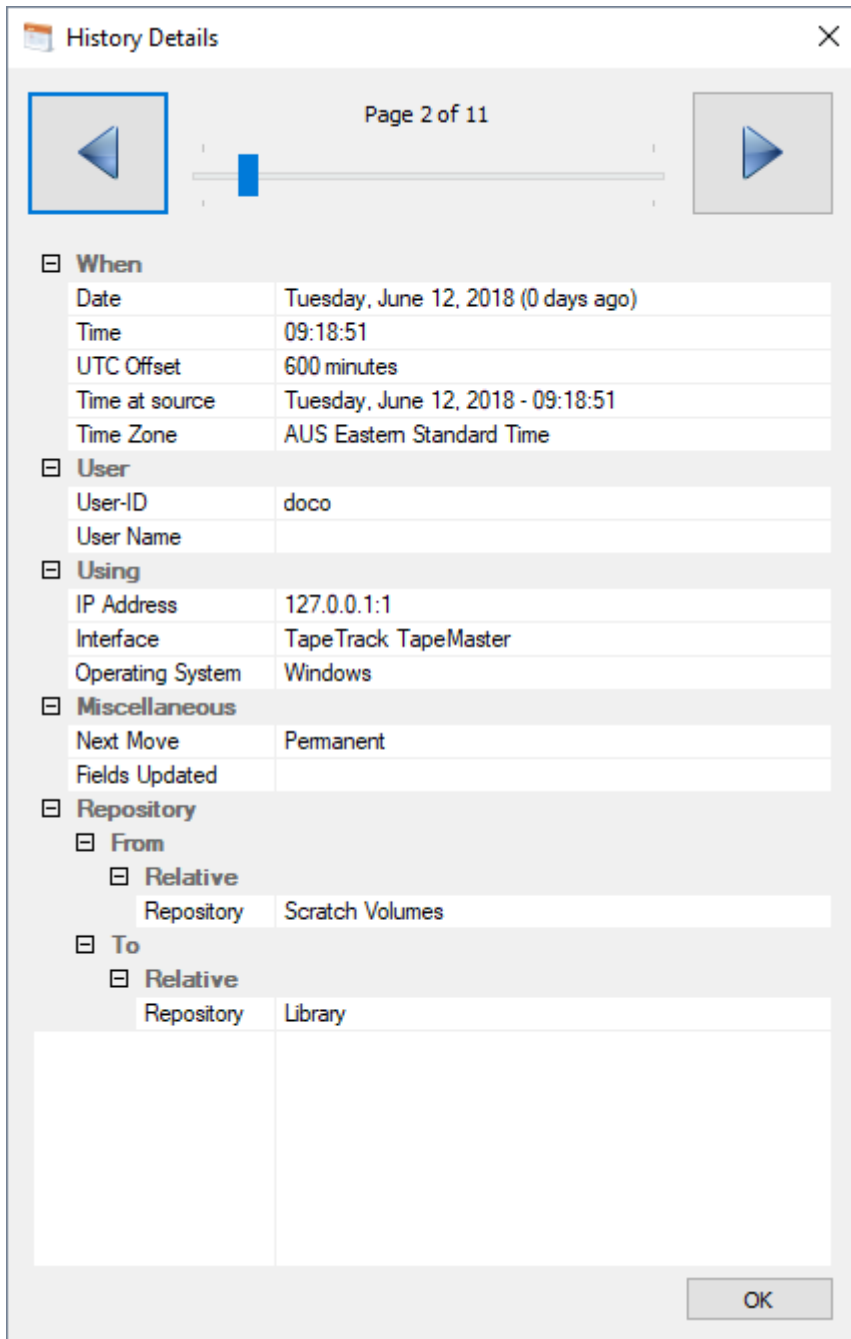 History Details
Page 2 of 11
When
Date Tuesday, June 12, 2018 (0 days ago)
Time 09:18:51
UTC Offset 600 minutes
Time at source Tuesday, June 12, 2018 - 09:18:51
Time Zone AUS Eastern Standard Time
User
User-ID doco
User Name
Using
IP Address 127.0.0.1:1
Interface TapeTrack TapeMaster
Operating System Windows
Miscellaneous
Next Move Permanent
Fields Updated
Repository
From
Relative
Repository Scratch Volumes
To
Relative
Repository Library
OK